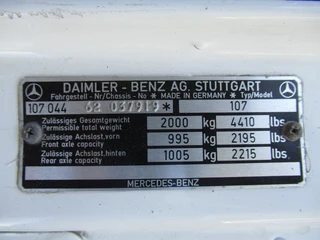 DAIMLER - BENZ AG. STUTTGART
Fahrgestell - Nr/Chassis - No ✶ MADE IN GERMANY ✶ Typ/Model
107 044 62 037919 * 107
Zulässiges Gesamtgewicht 2000 kg 4410 lbs.
Permissible total weight
Zulässige Achslast.vorn 995 kg 2195 lbs.
Front axle capacity
Zulässige Achslast.hinten 1005 kg 2215 lbs.
Rear axle capacity
MERCEDES-BENZ